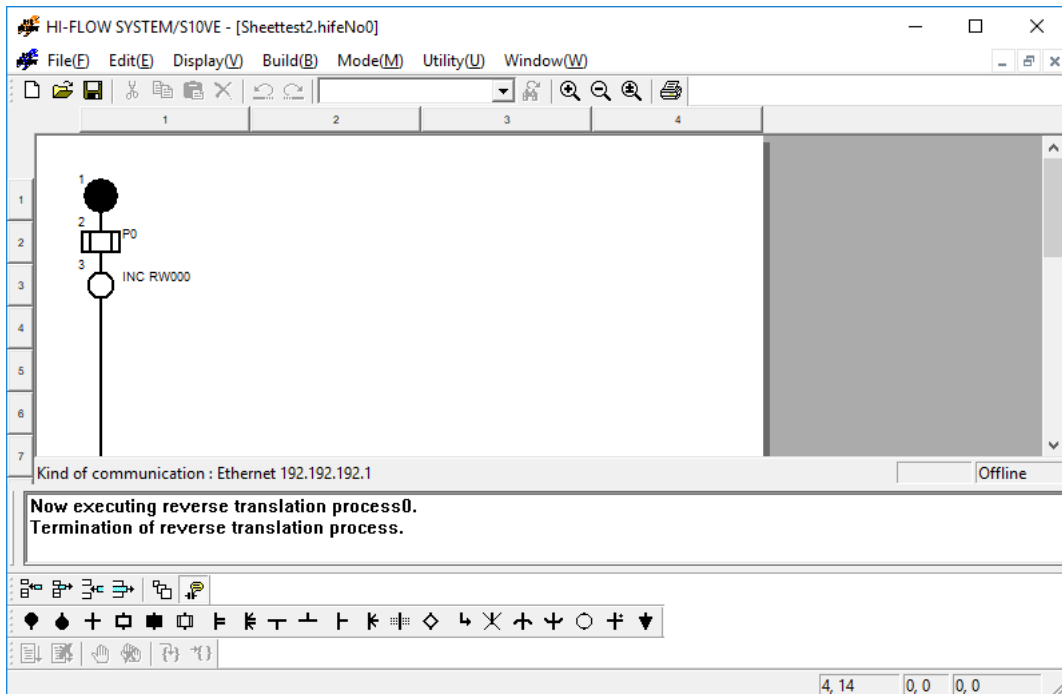 HI-FLOW SYSTEM/S10VE - [Sheettest2.hifeNo0]
File(F) Edit(E) Display(V) Build(B) Mode(M) Utility(U) Window(W)
1 2 3 4
1
1
2
P0
2
3
INC RW000
3
4
5
6
7
Kind of communication : Ethernet 192.192.192.1
Offline
Now executing reverse translation process0.
Termination of reverse translation process.
4, 14 0, 0 0, 0